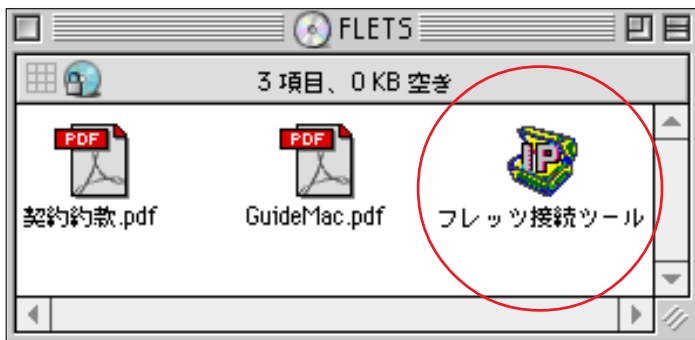 FLETS
3 項目、0 KB 空き
PDF
PDF
IP
契約約款.pdf
GuideMac.pdf
フレッツ接続ツール